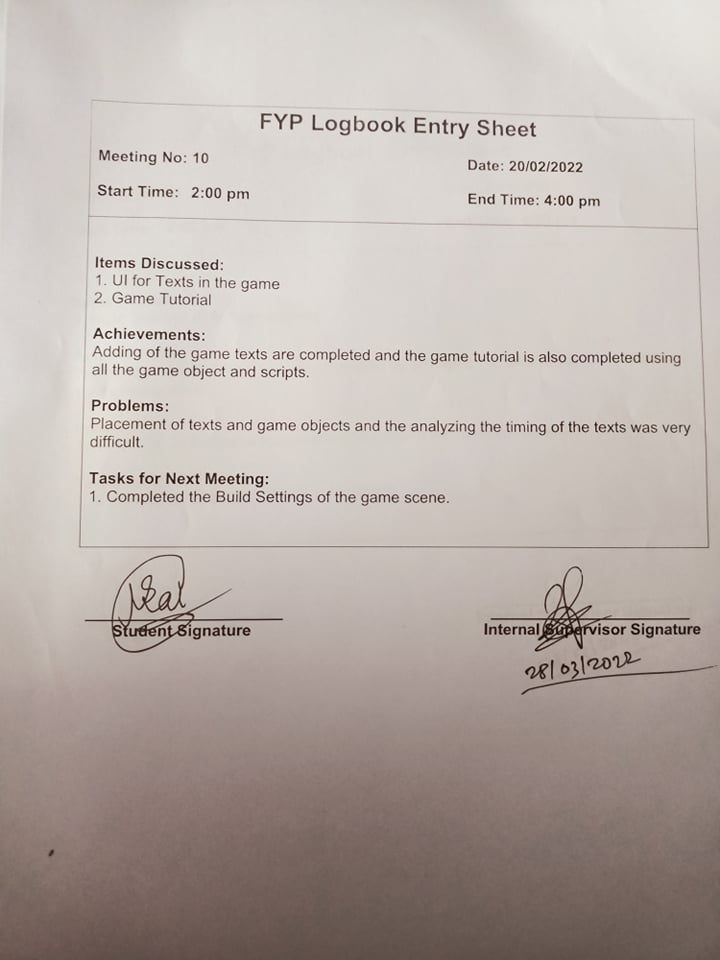 FYP Logbook Entry Sheet
Meeting No: 10
Date: 20/02/2022
Start Time: 2:00 pm
End Time: 4:00 pm
Items Discussed:
1. UI for Texts in the game
2. Game Tutorial
Achievements:
Adding of the game texts are completed and the game tutorial is also completed using
all the game object and scripts.
Problems:
Placement of texts and game objects and the analyzing the timing of the texts was very
difficult.
Tasks for Next Meeting:
1. Completed the Build Settings of the game scene.
Student Signature
Internal Supervisor Signature
28/03/2022